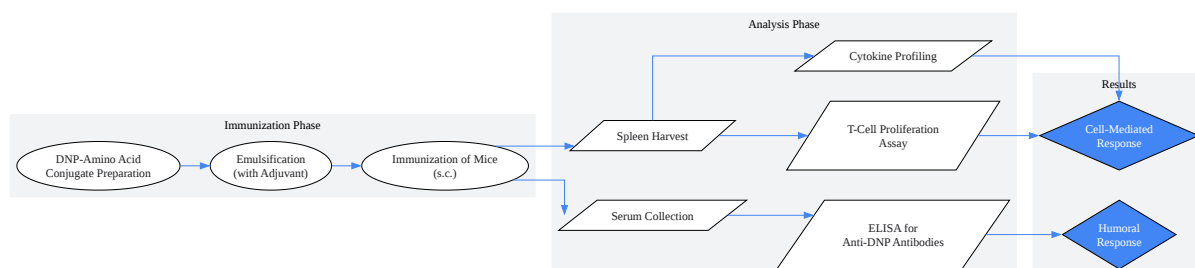 Analysis Phase
Cytokine Profiling
Results
Immunization Phase
Spleen Harvest
T-Cell Proliferation
Assay
Cell-Mediated
Response
DNP-Amino Acid
Conjugate Preparation
Emulsification
(with Adjuvant)
Immunization of Mice
(s.c.)
Serum Collection
ELISA for
Anti-DNP Antibodies
Humoral
Response